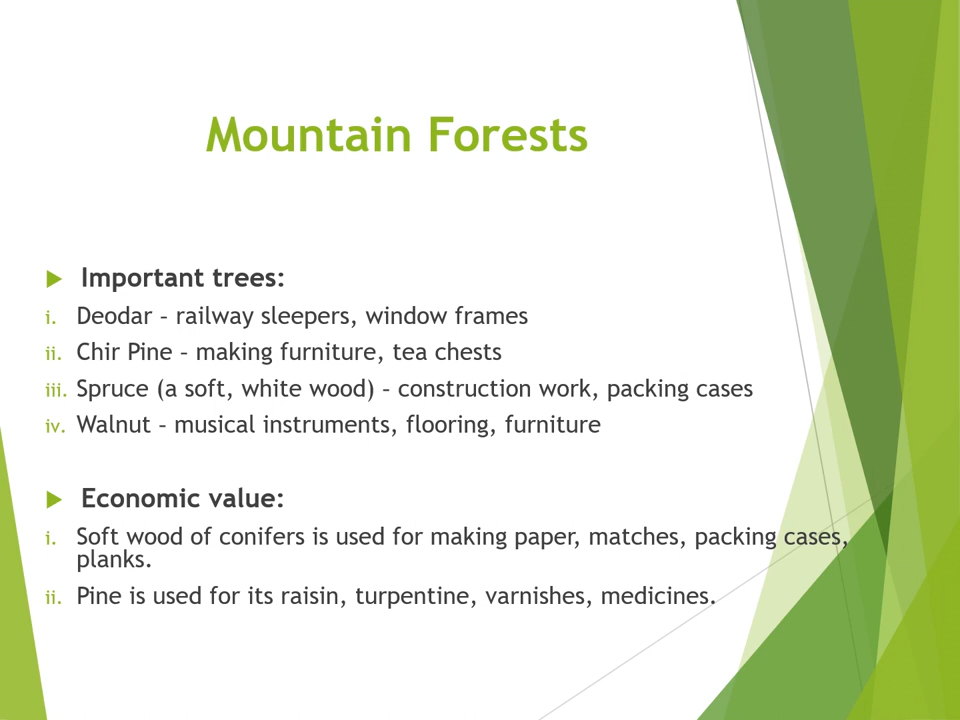 Mountain Forests
Important trees:
i. Deodar – railway sleepers, window frames
ii. Chir Pine – making furniture, tea chests
iii. Spruce (a soft, white wood) – construction work, packing cases
iv. Walnut – musical instruments, flooring, furniture
Economic value:
i. Soft wood of conifers is used for making paper, matches, packing cases,
planks.
ii. Pine is used for its raisin, turpentine, varnishes, medicines.